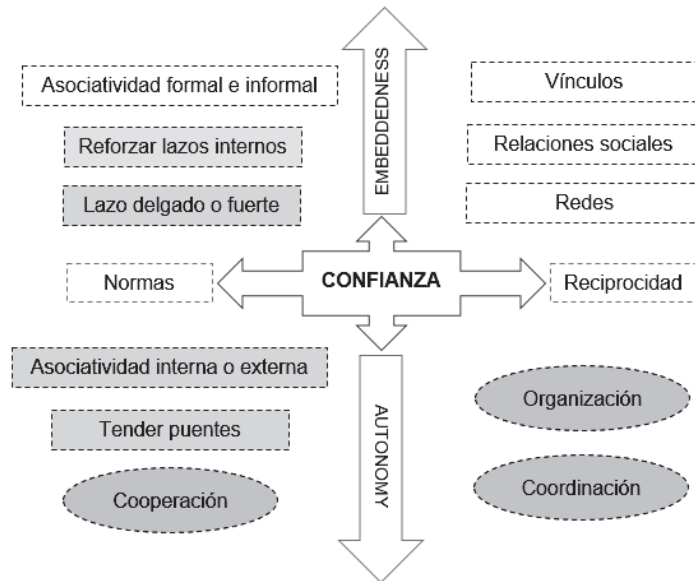 Asociatividad formal e informal
Reforzar lazos internos
Lazo delgado o fuerte
EMBEDDEDNESS
Vínculos
Relaciones sociales
Redes
Normas
CONFIANZA
Reciprocidad
Asociatividad interna o externa
Tender puentes
Cooperación
AUTONOMY
Organización
Coordinación